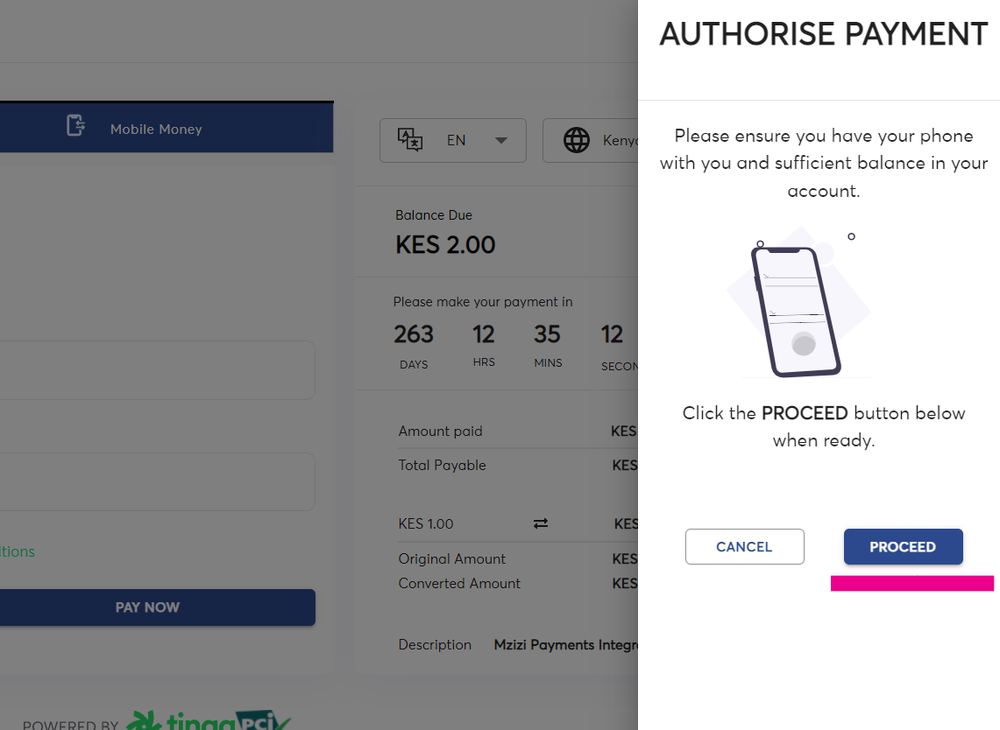 Mobile Money
itions
PAY NOW
POWERED BY tingg PCI
EN
Kenya
Balance Due
KES 2.00
Please make your payment in
263 12 35 12
DAYS HRS MINS SECON
Amount paid KES
Total Payable KES
KES 1.00 KES
Original Amount KES
Converted Amount KES
Description Mzizi Payments Integr
AUTHORISE PAYMENT
Please ensure you have your phone
with you and sufficient balance in your
account.
Click the PROCEED button below
when ready.
CANCEL
PROCEED